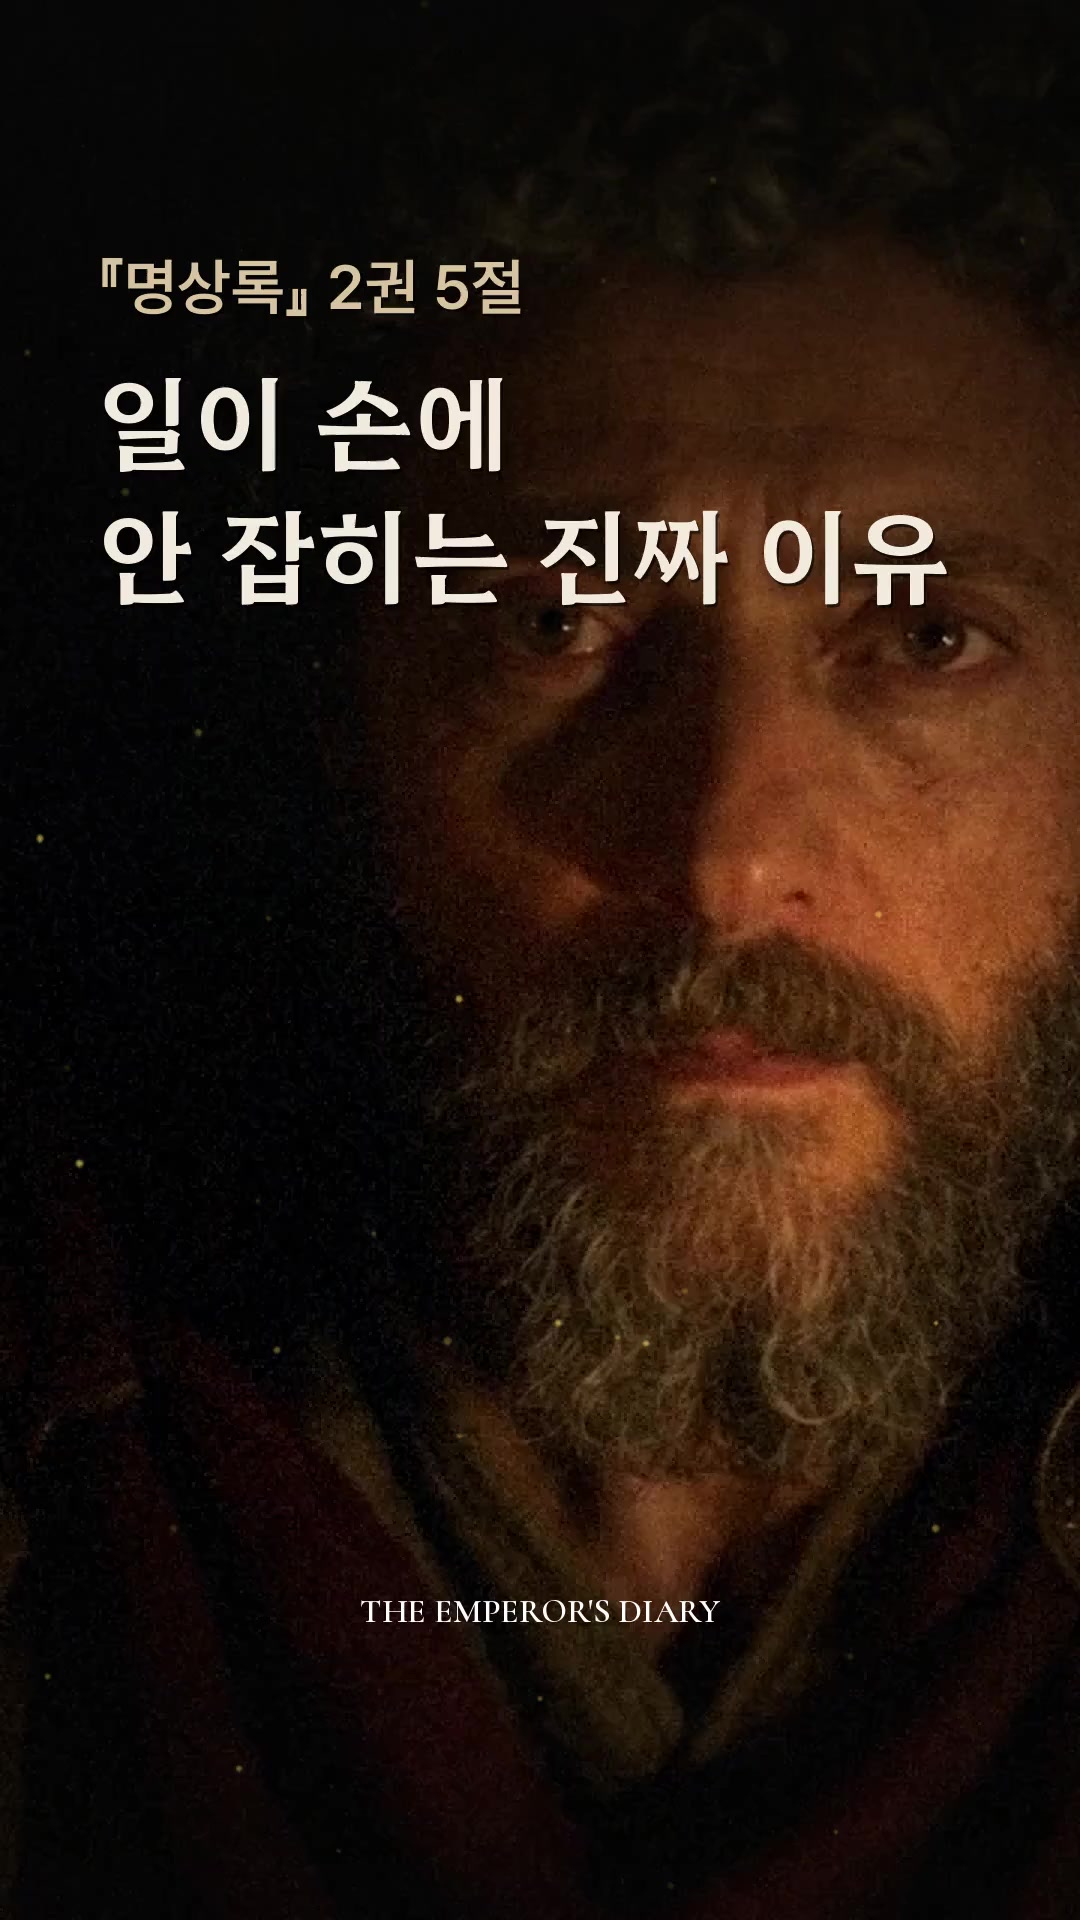 『명상록』 2권 5절
일이 손에
안 잡히는 진짜 이유
THE EMPEROR'S DIARY